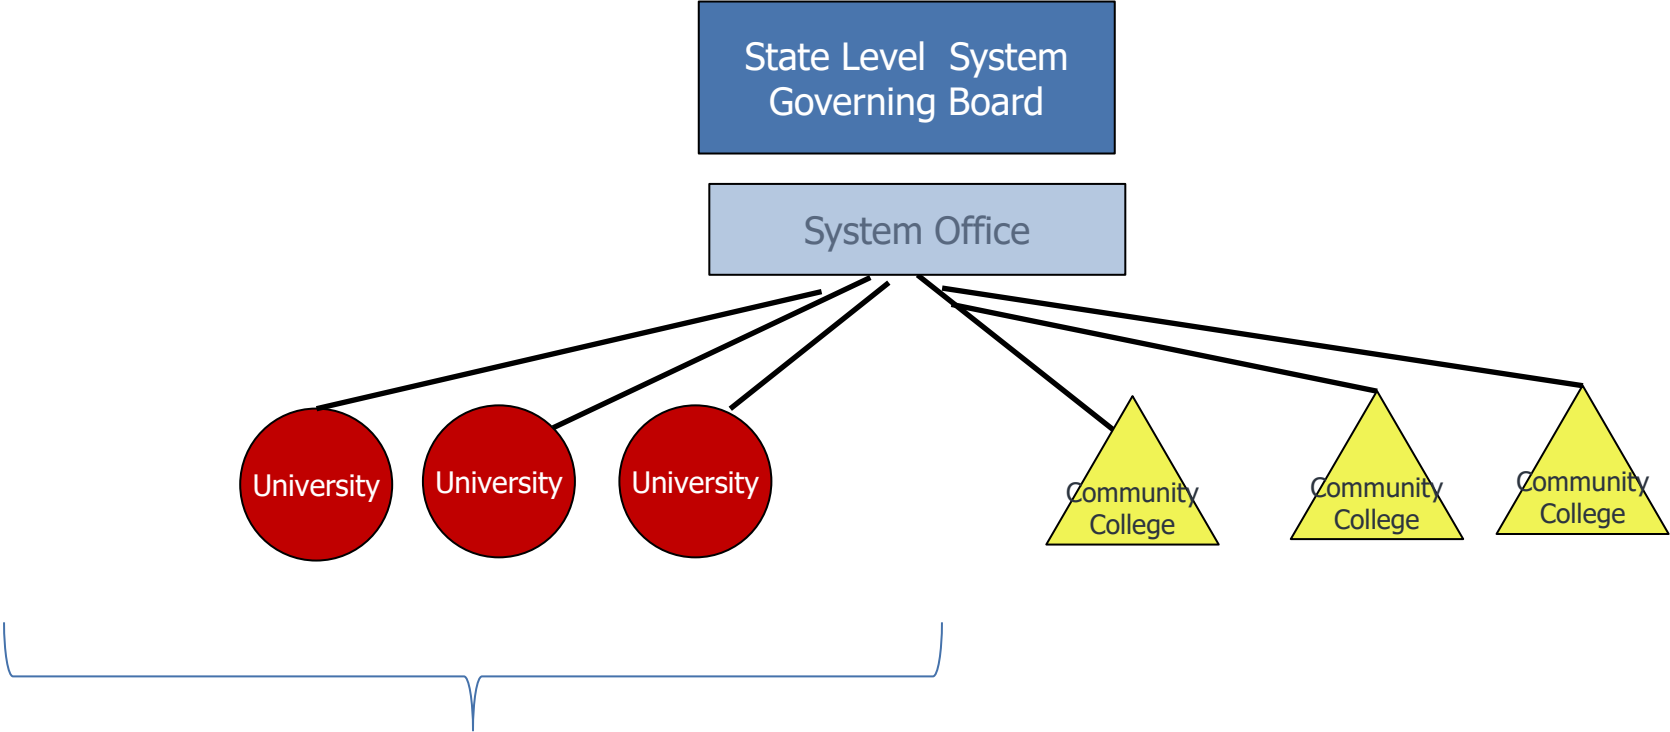 State Level  System
Governing Board
System Office
University
University
University
Community
College
Community
College
Community
College